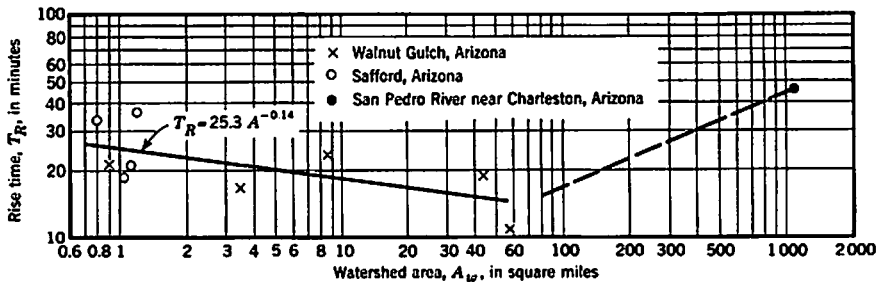 Rise time, T_R, in minutes
100
80
60
50
40
30
20
10
× Walnut Gulch, Arizona
○ Safford, Arizona
● San Pedro River near Charleston, Arizona
T_R=25.3 A^-0.14
0.6 0.8 1 2 3 4 5 6 8 10 20 30 40 60 100 200 300 500 1000 2000
Watershed area, A_w, in square miles